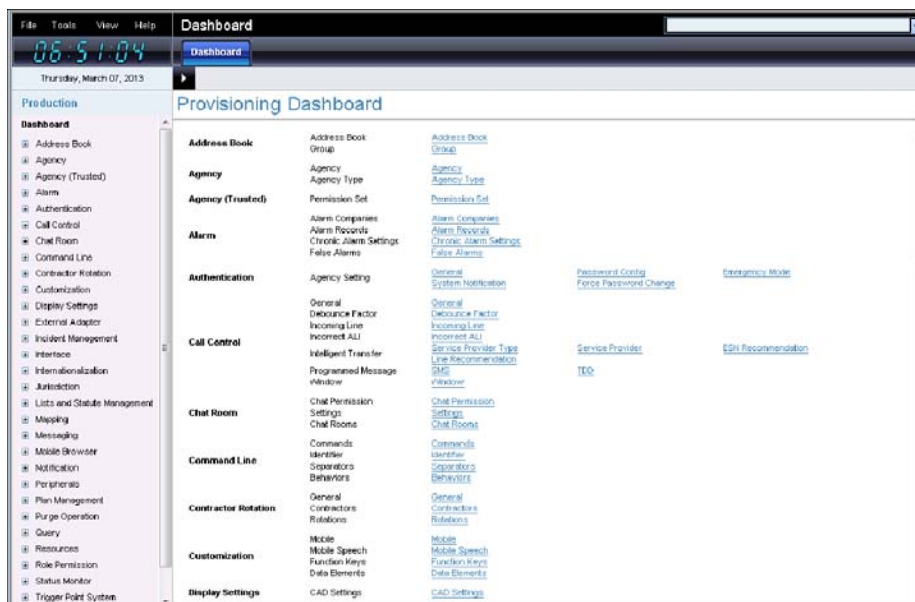 File Tools View Help
Dashboard
06:51:04
Dashboard
Thursday, March 07, 2013
Production
Dashboard
Address Book
Agency
Agency (Trusted)
Alarm
Authentication
Call Control
Chat Room
Command Line
Contractor Rotation
Customization
Display Settings
External Adapter
Incident Management
Interface
Internationalization
Jurisdiction
Lists and Statute Management
Mapping
Messaging
Mobile Browser
Notification
Peripherals
Plan Management
Purge Operation
Query
Resources
Role Permission
Status Monitor
Trigger Point System
Provisioning Dashboard
Address Book Address Book Address Book
Group Group
Agency Agency Agency
Agency Type Agency Type
Agency (Trusted) Permission Set Permission Set
Alarm Alarm Companies Alarm Companies
Alarm Records Alarm Records
Chronic Alarm Settings Chronic Alarm Settings
False Alarms False Alarms
Authentication Agency Setting General Password Config Emergency Mode
System Notification Force Password Change
Call Control General General
Debounce Factor Debounce Factor
Incoming Line Incoming Line
Incorrect ALI Incorrect ALI
Intelligent Transfer Service Provider Type Service Provider ESN Recommendation
Line Recommendation
Programmed Message SMS TDD
vWindow vWindow
Chat Room Chat Permission Chat Permission
Settings Settings
Chat Rooms Chat Rooms
Command Line Commands Commands
Identifier Identifier
Separators Separators
Behaviors Behaviors
Contractor Rotation General General
Contractors Contractors
Rotations Rotations
Customization Mobile Mobile
Mobile Speech Mobile Speech
Function Keys Function Keys
Data Elements Data Elements
Display Settings CAD Settings CAD Settings